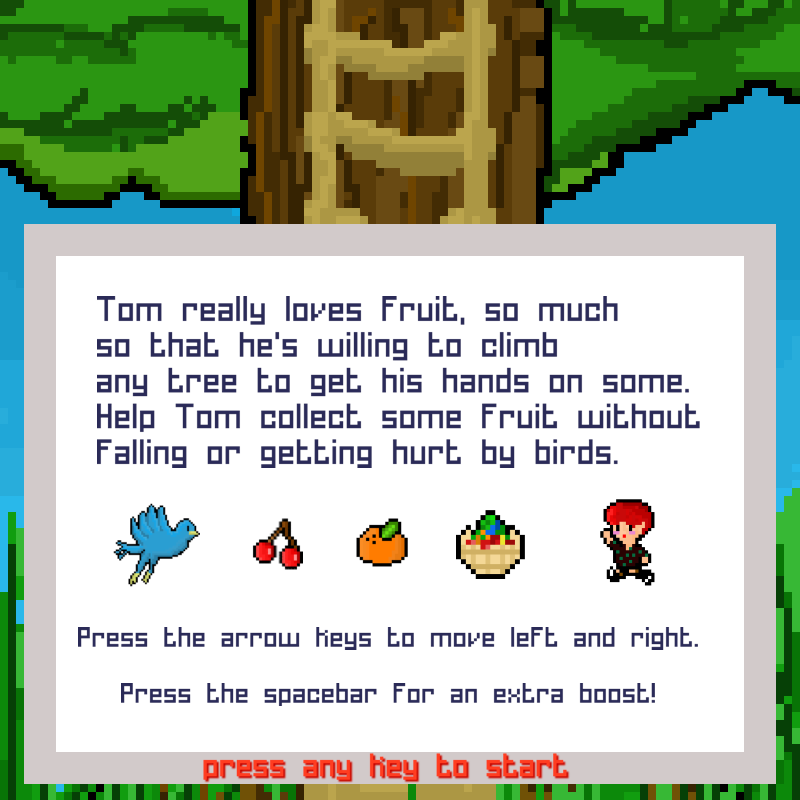 Tom really loves Fruit, so much
so that he's willing to climb
any tree to get his hands on some.
Help Tom collect some Fruit without
Falling or getting hurt by birds.
Press the arrow keys to move left and right.
Press the spacebar for an extra boost!
press any key to start